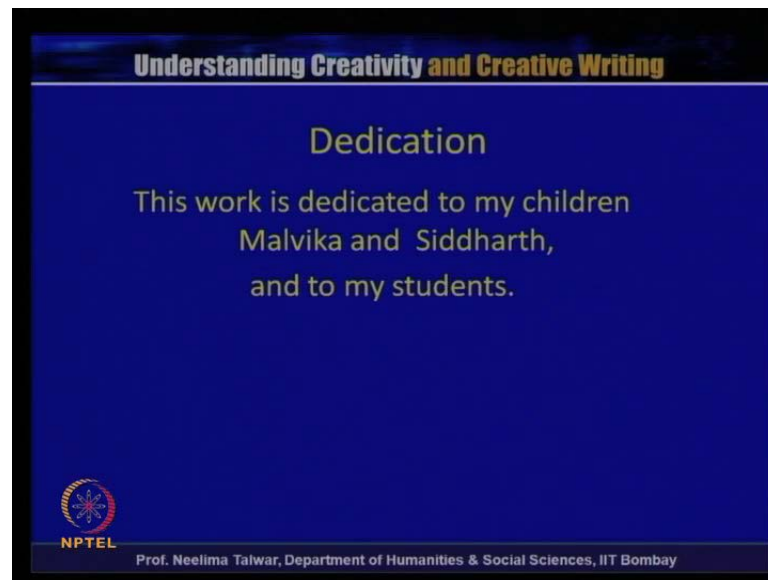 Understanding Creativity and Creative Writing
Dedication
This work is dedicated to my children
Malvika and Siddharth,
and to my students.
NPTEL
Prof. Neelima Talwar, Department of Humanities & Social Sciences, IIT Bombay